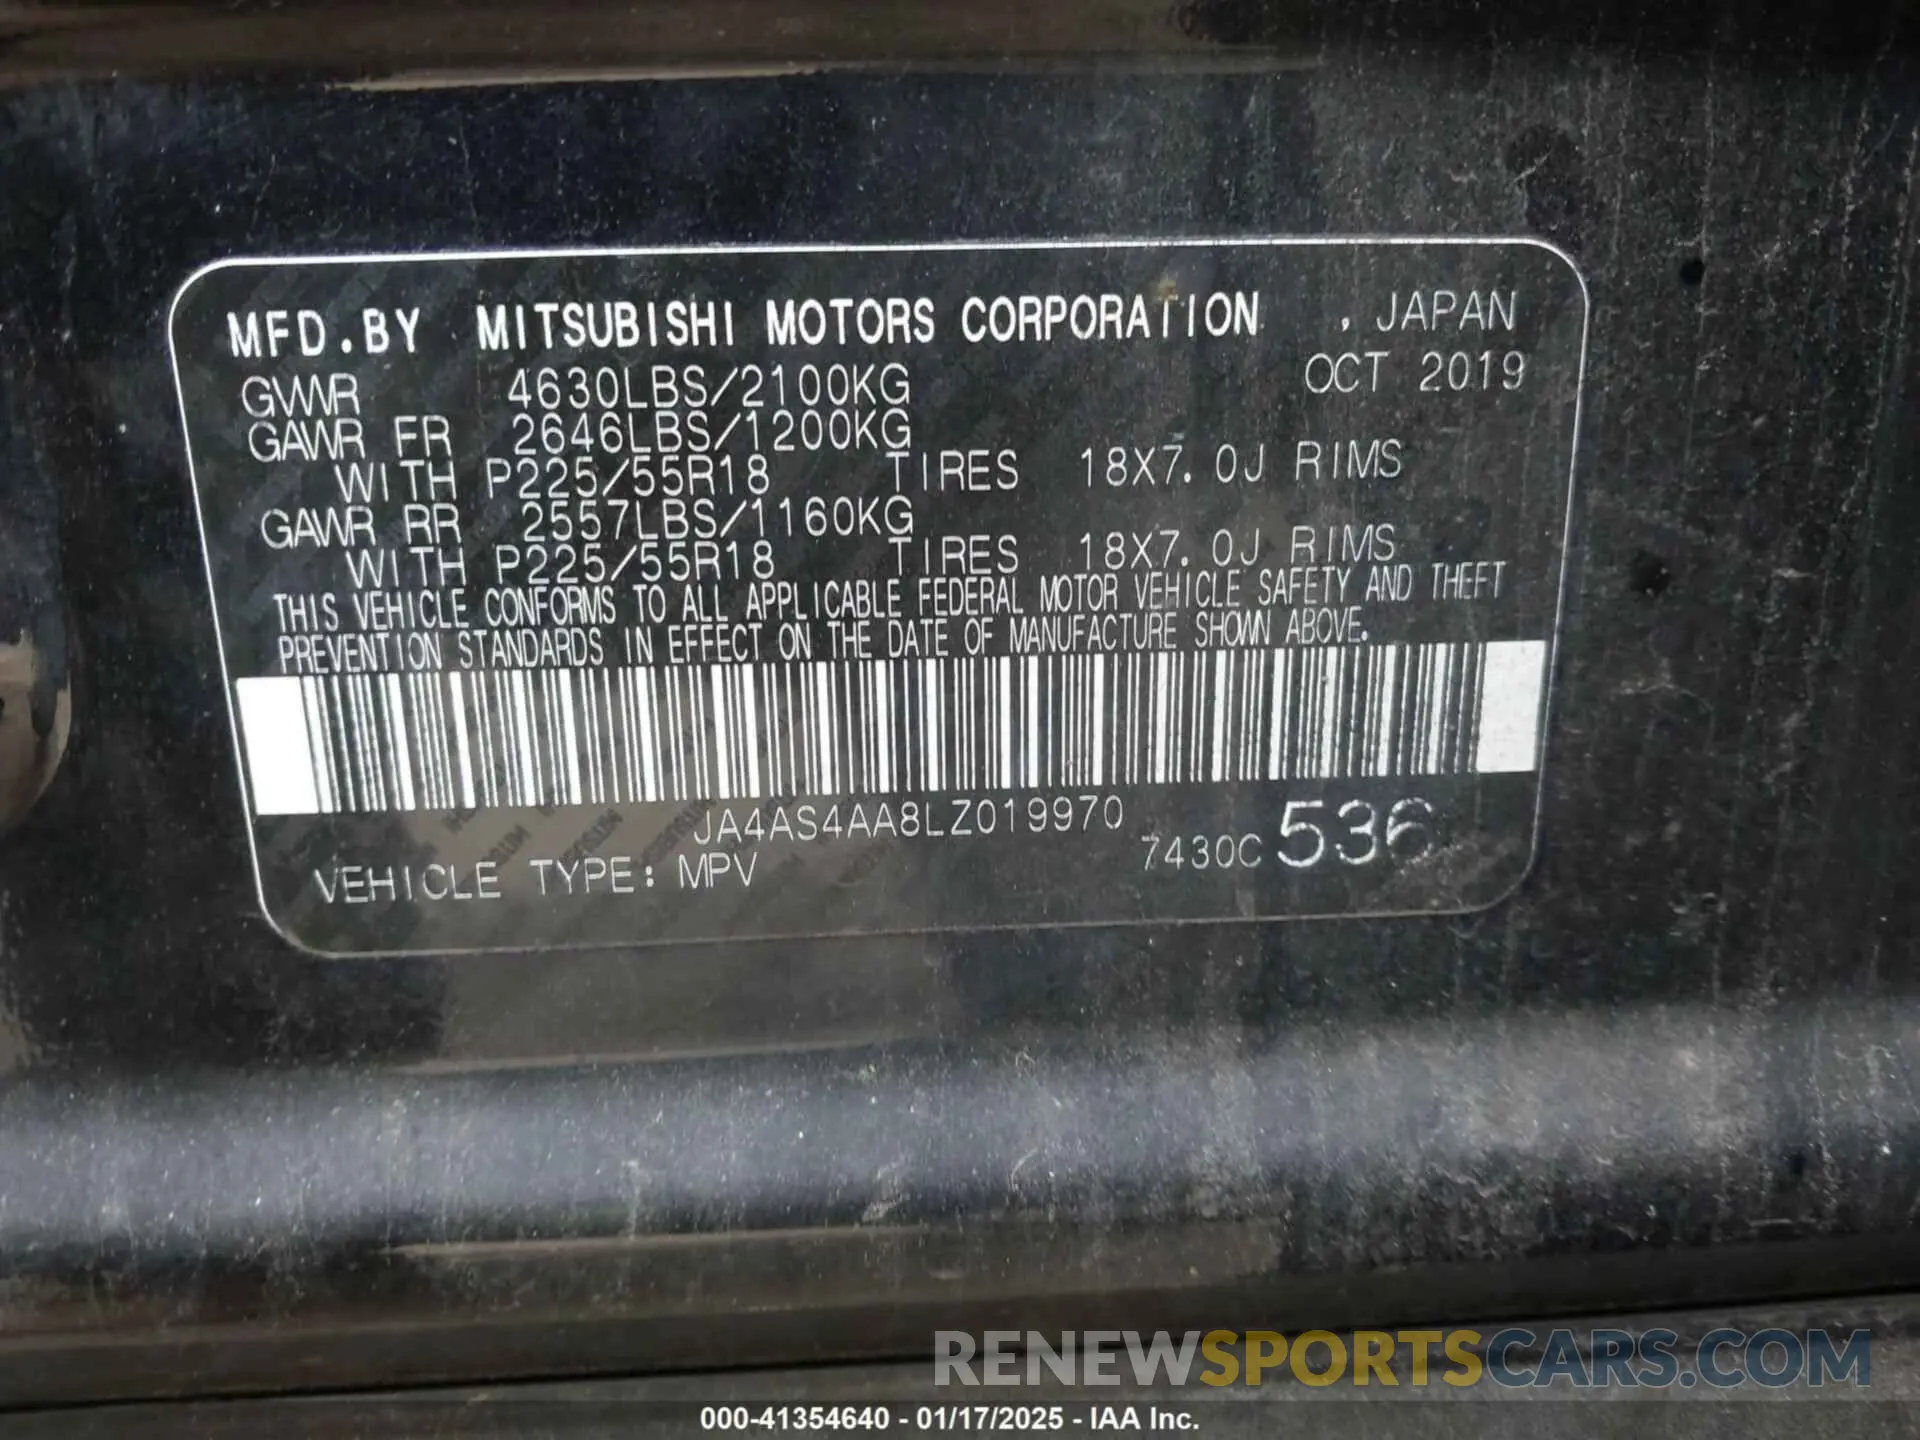 MFD.BY MITSUBISHI MOTORS CORPORATION , JAPAN
GVWR 4630LBS/2100KG OCT 2019
GAWR FR 2646LBS/1200KG
WITH P225/55R18 TIRES 18X7.0J RIMS
GAWR RR 2557LBS/1160KG
WITH P225/55R18 TIRES 18X7.0J RIMS
THIS VEHICLE CONFORMS TO ALL APPLICABLE FEDERAL MOTOR VEHICLE SAFETY AND THEFT
PREVENTION STANDARDS IN EFFECT ON THE DATE OF MANUFACTURE SHOWN ABOVE.
JA4AS4AA8LZ019970
VEHICLE TYPE: MPV 7430C 536
RENEWSPORTSCARS.COM
000-41354640 - 01/17/2025 - IAA Inc.